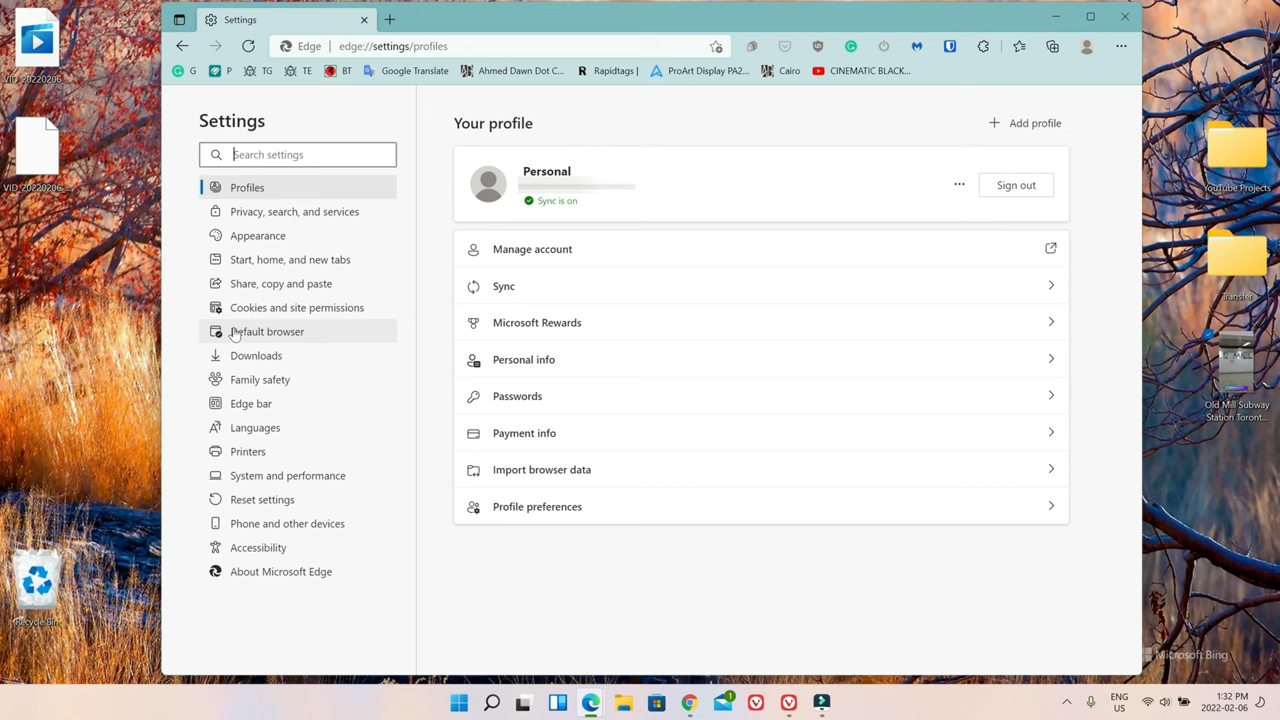 Settings
Edge
edge://settings/profiles
G
P
TG
TE
BT
Google Translate
Ahmed Dawn Dot C...
Rapidtags |
ProArt Display PA2...
Cairo
CINEMATIC BLACK...
VID_20220206...
VID_20220206...
Recycle Bin
Settings
Search settings
Profiles
Privacy, search, and services
Appearance
Start, home, and new tabs
Share, copy and paste
Cookies and site permissions
Default browser
Downloads
Family safety
Edge bar
Languages
Printers
System and performance
Reset settings
Phone and other devices
Accessibility
About Microsoft Edge
Your profile
Add profile
Personal
Sync is on
Sign out
Manage account
Sync
Microsoft Rewards
Personal info
Passwords
Payment info
Import browser data
Profile preferences
YouTube Projects
Transfer
Old Mill Subway
Station Toront...
Microsoft Bing
1
ENG
US
1:32 PM
2022-02-06